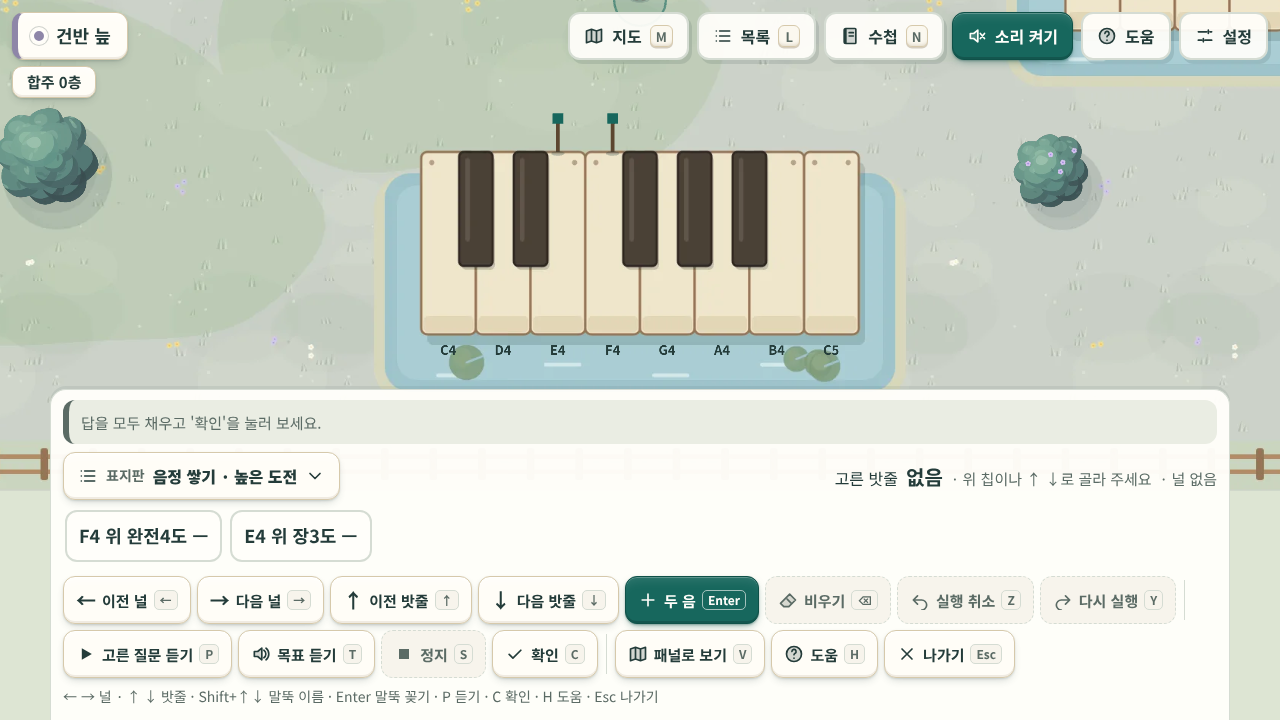 건반 늪
지도 M
목록 L
수첩 N
소리 켜기
도움
설정
합주 0층
C4 D4 E4 F4 G4 A4 B4 C5
답을 모두 채우고 '확인'을 눌러 보세요.
표지판 음정 쌓기 · 높은 도전
고른 밧줄 없음 · 위 칩이나 ↑ ↓로 골라 주세요 · 널 없음
F4 위 완전4도 —
E4 위 장3도 —
← 이전 널 ←
→ 다음 널 →
↑ 이전 밧줄 ↑
↓ 다음 밧줄 ↓
+ 두 음 Enter
비우기 ⌫
실행 취소 Z
다시 실행 Y
고른 질문 듣기 P
목표 듣기 T
정지 S
확인 C
패널로 보기 V
도움 H
나가기 Esc
← → 널 · ↑ ↓ 밧줄 · Shift+↑↓ 말뚝 이름 · Enter 말뚝 꽂기 · P 듣기 · C 확인 · H 도움 · Esc 나가기